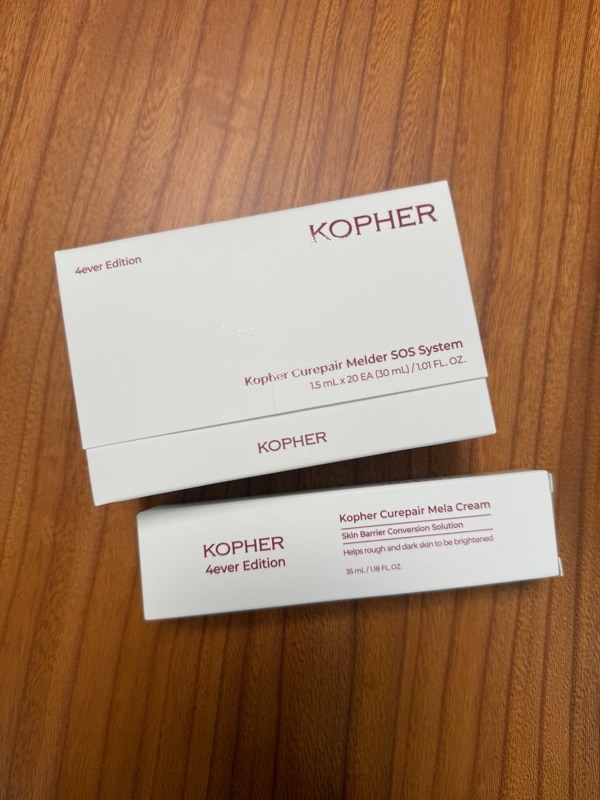 KOPHER
4ever Edition
Kopher Curepair Melder SOS System
1.5 mL x 20 EA (30 mL) / 1.01 FL. OZ.
KOPHER
KOPHER
4ever Edition
Kopher Curepair Mela Cream
Skin Barrier Conversion Solution
Helps rough and dark skin to be brightened
35 mL / 1.18 FL.OZ.